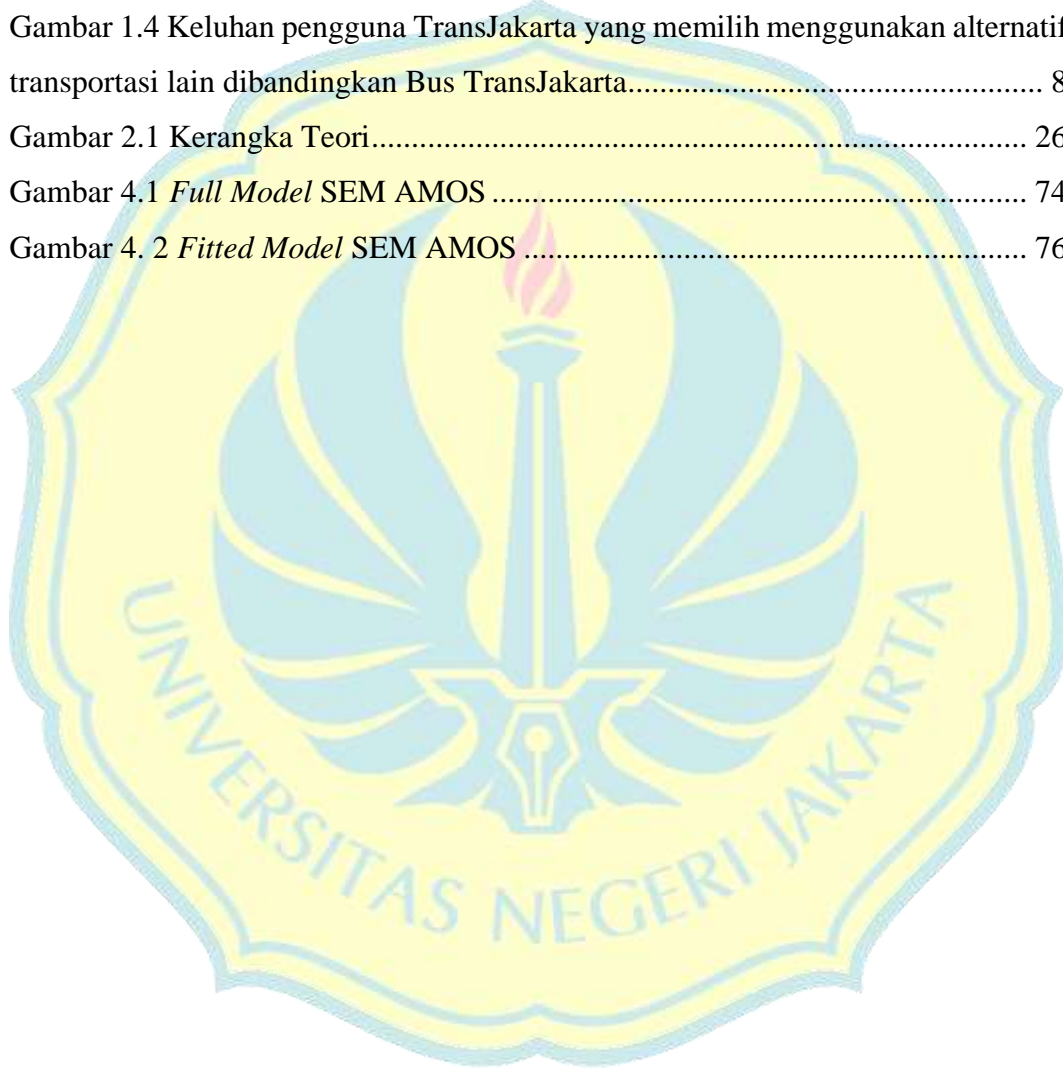 Gambar 1.4 Keluhan pengguna TransJakarta yang memilih menggunakan alternatif
transportasi lain dibandingkan Bus TransJakarta............................................ 8
Gambar 2.1 Kerangka Teori........................................................................ 26
Gambar 4.1 Full Model SEM AMOS ........................................................... 74
Gambar 4. 2 Fitted Model SEM AMOS ....................................................... 76
UNIVERSITAS NEGERI JAKARTA